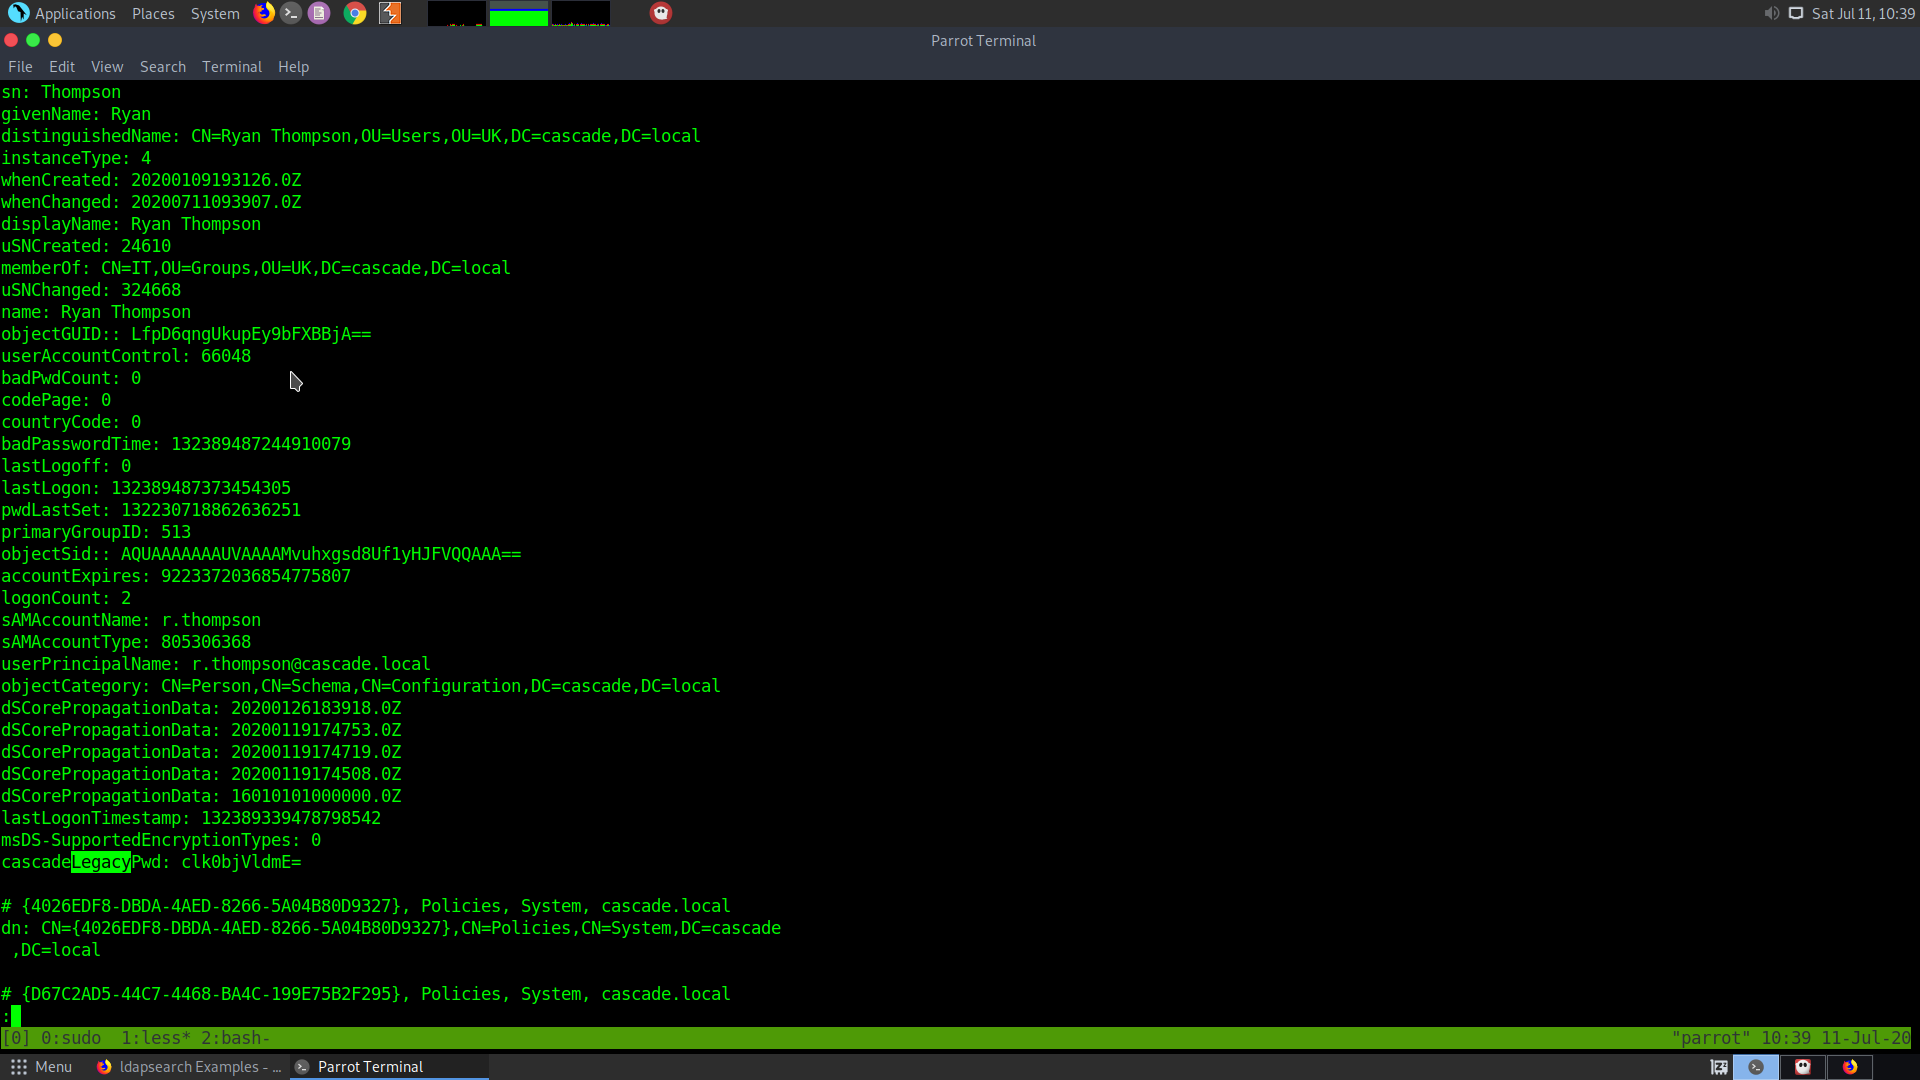 Applications Places System Sat Jul 11, 10:39
Parrot Terminal
File Edit View Search Terminal Help
sn: Thompson
givenName: Ryan
distinguishedName: CN=Ryan Thompson,OU=Users,OU=UK,DC=cascade,DC=local
instanceType: 4
whenCreated: 20200109193126.0Z
whenChanged: 20200711093907.0Z
displayName: Ryan Thompson
uSNCreated: 24610
memberOf: CN=IT,OU=Groups,OU=UK,DC=cascade,DC=local
uSNChanged: 324668
name: Ryan Thompson
objectGUID:: LfpD6qngUkupEy9bFXBBjA==
userAccountControl: 66048
badPwdCount: 0
codePage: 0
countryCode: 0
badPasswordTime: 132389487244910079
lastLogoff: 0
lastLogon: 132389487373454305
pwdLastSet: 132230718862636251
primaryGroupID: 513
objectSid:: AQUAAAAAAAUVAAAAMvuhxgsd8Uf1yHJFVQQAAA==
accountExpires: 9223372036854775807
logonCount: 2
sAMAccountName: r.thompson
sAMAccountType: 805306368
userPrincipalName: r.thompson@cascade.local
objectCategory: CN=Person,CN=Schema,CN=Configuration,DC=cascade,DC=local
dSCorePropagationData: 20200126183918.0Z
dSCorePropagationData: 20200119174753.0Z
dSCorePropagationData: 20200119174719.0Z
dSCorePropagationData: 20200119174508.0Z
dSCorePropagationData: 16010101000000.0Z
lastLogonTimestamp: 132389339478798542
msDS-SupportedEncryptionTypes: 0
cascadeLegacyPwd: clk0bjVldmE=
# {4026EDF8-DBDA-4AED-8266-5A04B80D9327}, Policies, System, cascade.local
dn: CN={4026EDF8-DBDA-4AED-8266-5A04B80D9327},CN=Policies,CN=System,DC=cascade
,DC=local
# {D67C2AD5-44C7-4468-BA4C-199E75B2F295}, Policies, System, cascade.local
:
[0] 0:sudo 1:less* 2:bash- "parrot" 10:39 11-Jul-20
Menu ldapsearch Examples - ... Parrot Terminal